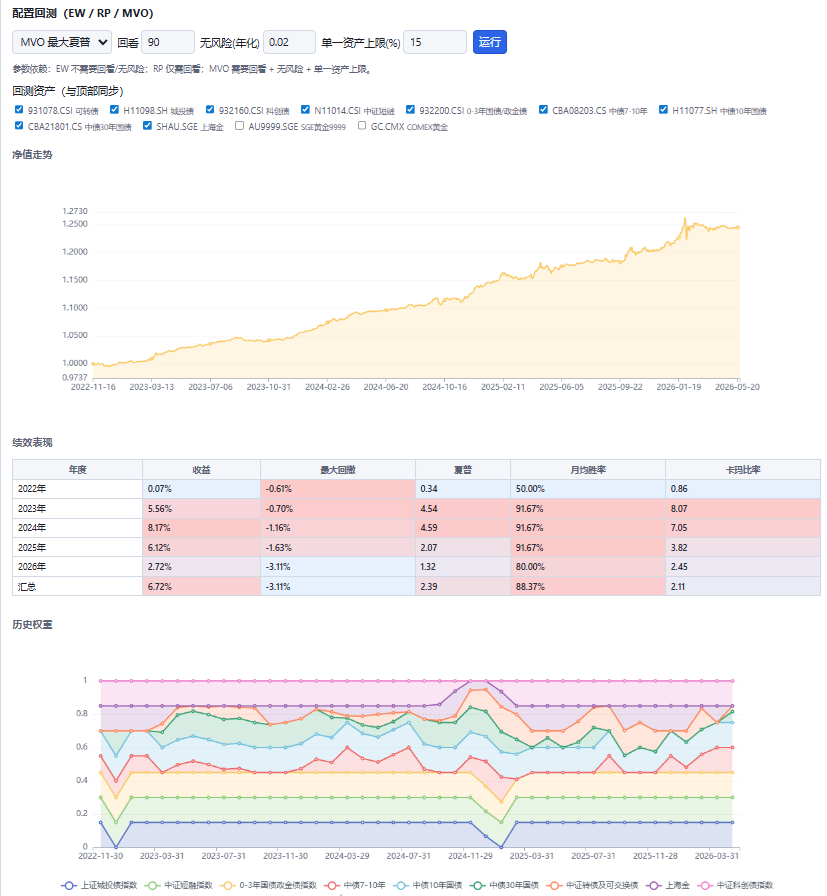 配置回测（EW / RP / MVO）
MVO 最大夏普 回看 90 无风险(年化) 0.02 单一资产上限(%) 15 运行
参数依赖：EW 不需要回看/无风险；RP 仅需回看；MVO 需要回看 + 无风险 + 单一资产上限。
回测资产（与顶部同步）
931078.CSI 可转债 H11098.SH 城投债 932160.CSI 科创债 N11014.CSI 中证短融 932200.CSI 0-3年国债/政金债 CBA08203.CS 中债7-10年 H11077.SH 中债10年国债
CBA21801.CS 中债30年国债 SHAU.SGE 上海金 AU9999.SGE SGE黄金9999 GC.CMX COMEX黄金
净值走势
1.2730
1.2500
1.2000
1.1500
1.1000
1.0500
1.0000
0.9737
2022-11-16 2023-03-13 2023-07-06 2023-10-31 2024-02-26 2024-06-20 2024-10-16 2025-02-11 2025-06-05 2025-09-22 2026-01-19 2026-05-20
绩效表现
年度 收益 最大回撤 夏普 月均胜率 卡玛比率
2022年 0.07% -0.61% 0.34 50.00% 0.86
2023年 5.56% -0.70% 4.54 91.67% 8.07
2024年 8.17% -1.16% 4.59 91.67% 7.05
2025年 6.12% -1.63% 2.07 91.67% 3.82
2026年 2.72% -3.11% 1.32 80.00% 2.45
汇总 6.72% -3.11% 2.39 88.37% 2.11
历史权重
1
0.8
0.6
0.4
0.2
0
2022-11-30 2023-03-31 2023-07-31 2023-11-30 2024-03-29 2024-07-31 2024-11-29 2025-03-31 2025-07-31 2025-11-28 2026-03-31
上证城投债指数 中证短融指数 0-3年国债政金债指数 中债7-10年 中债10年国债 中债30年国债 中证转债及可交换债 上海金 中证科创债指数